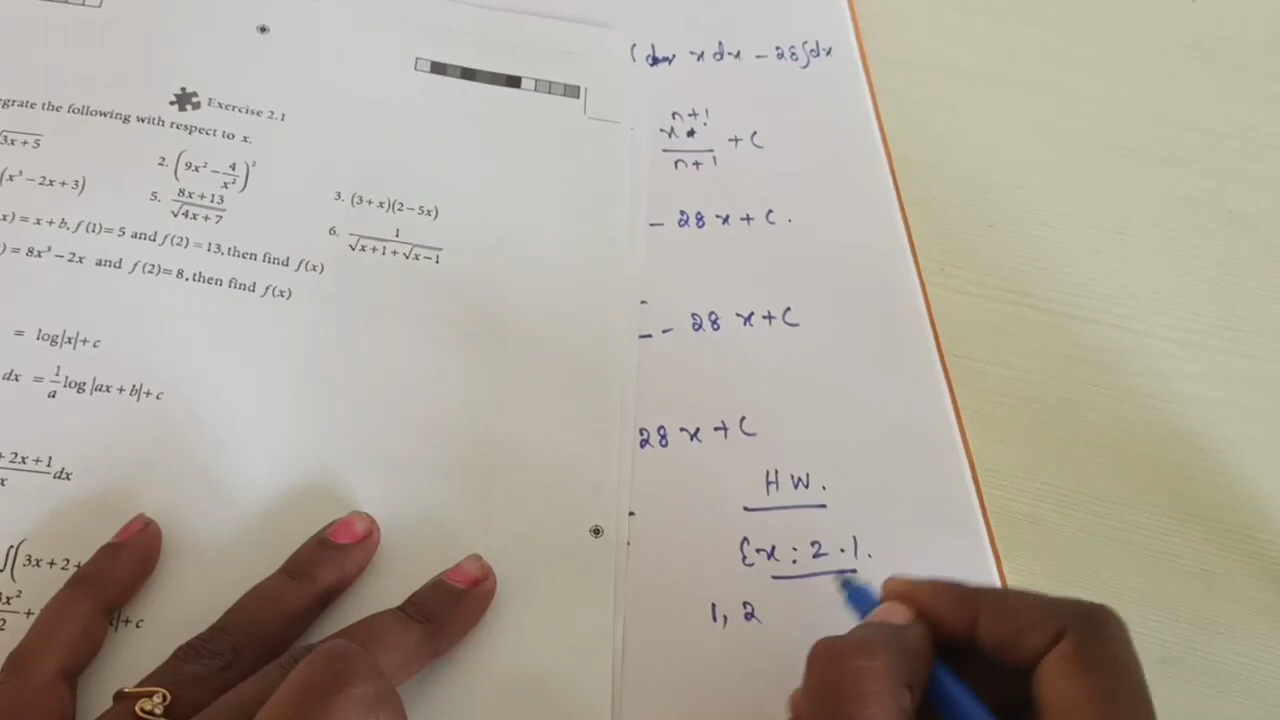 Exercise 2.1
grate the following with respect to x.
√3x+5
2. (9x² − 4/x²)²
3. (3+x)(2−5x)
(x³−2x+3)
5. 8x+13/√4x+7
6. 1/√x+1+√x−1
x)=x+b, f(1)=5 and f(2)=13, then find f(x)
)=8x³−2x and f(2)=8, then find f(x)
= log|x|+c
dx = 1/a log|ax+b|+c
+2x+1/x dx
∫(3x+2+
3x²/2 +
|+c
x dx − 28∫dx
x^n+1/n+1 + C
− 28x + C.
− 28x+C
28x+C
HW.
Ex: 2.1.
1, 2